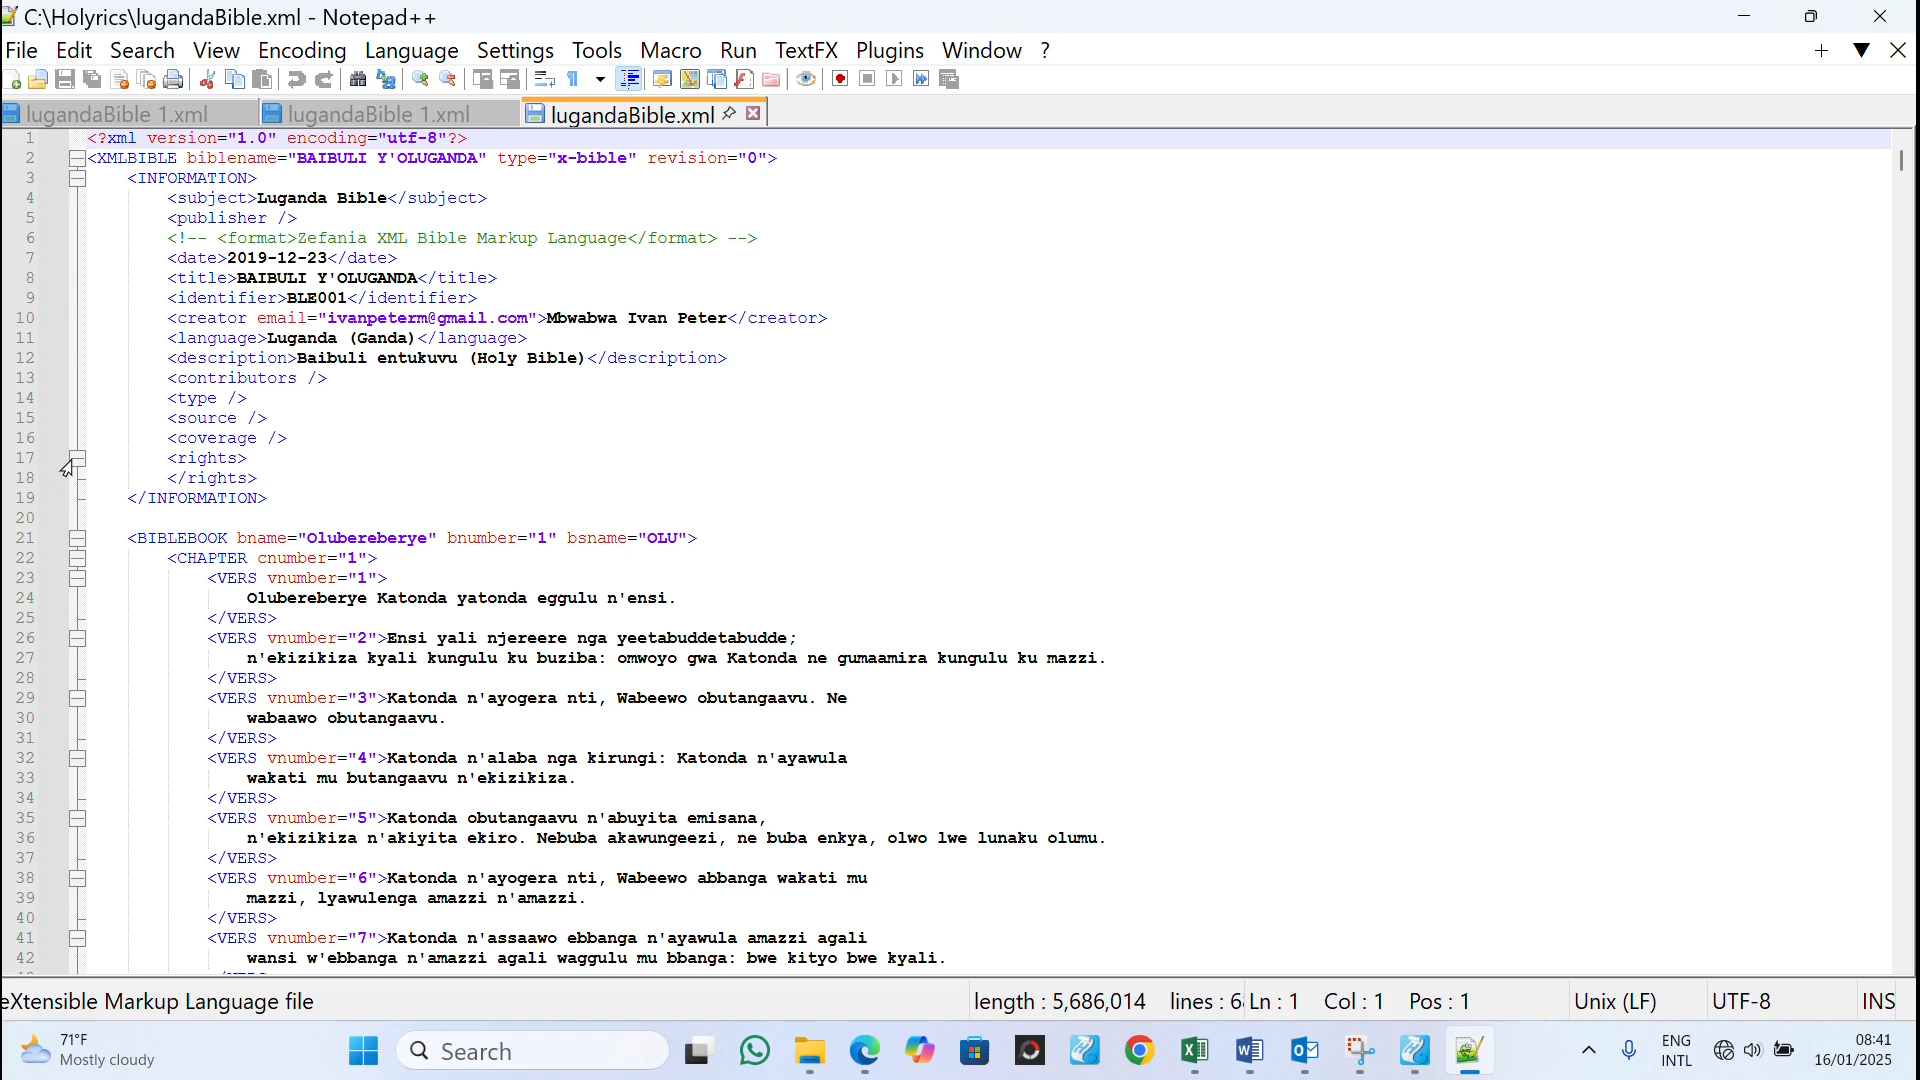 C:\Holyrics\lugandaBible.xml - Notepad++
File Edit Search View Encoding Language Settings Tools Macro Run TextFX Plugins Window ?
lugandaBible 1.xml lugandaBible 1.xml lugandaBible.xml
1 <?xml version="1.0" encoding="utf-8"?>
2 <XMLBIBLE biblename="BAIBULI Y'OLUGANDA" type="x-bible" revision="0">
3 <INFORMATION>
4 <subject>Luganda Bible</subject>
5 <publisher />
6 <!-- <format>Zefania XML Bible Markup Language</format> -->
7 <date>2019-12-23</date>
8 <title>BAIBULI Y'OLUGANDA</title>
9 <identifier>BLE001</identifier>
10 <creator email="ivanpeterm@gmail.com">Mbwabwa Ivan Peter</creator>
11 <language>Luganda (Ganda)</language>
12 <description>Baibuli entukuvu (Holy Bible)</description>
13 <contributors />
14 <type />
15 <source />
16 <coverage />
17 <rights>
18 </rights>
19 </INFORMATION>
20
21 <BIBLEBOOK bname="Olubereberye" bnumber="1" bsname="OLU">
22 <CHAPTER cnumber="1">
23 <VERS vnumber="1">
24 Olubereberye Katonda yatonda eggulu n'ensi.
25 </VERS>
26 <VERS vnumber="2">Ensi yali njereere nga yeetabuddetabudde;
27 n'ekizikiza kyali kungulu ku buziba: omwoyo gwa Katonda ne gumaamira kungulu ku mazzi.
28 </VERS>
29 <VERS vnumber="3">Katonda n'ayogera nti, Wabeewo obutangaavu. Ne
30 wabaawo obutangaavu.
31 </VERS>
32 <VERS vnumber="4">Katonda n'alaba nga kirungi: Katonda n'ayawula
33 wakati mu butangaavu n'ekizikiza.
34 </VERS>
35 <VERS vnumber="5">Katonda obutangaavu n'abuyita emisana,
36 n'ekizikiza n'akiyita ekiro. Nebuba akawungeezi, ne buba enkya, olwo lwe lunaku olumu.
37 </VERS>
38 <VERS vnumber="6">Katonda n'ayogera nti, Wabeewo abbanga wakati mu
39 mazzi, lyawulenga amazzi n'amazzi.
40 </VERS>
41 <VERS vnumber="7">Katonda n'assaawo ebbanga n'ayawula amazzi agali
42 wansi w'ebbanga n'amazzi agali waggulu mu bbanga: bwe kityo bwe kyali.
eXtensible Markup Language file length : 5,686,014 lines : 6 Ln : 1 Col : 1 Pos : 1 Unix (LF) UTF-8 INS
71°F
Mostly cloudy
Search
ENG
INTL
08:41
16/01/2025